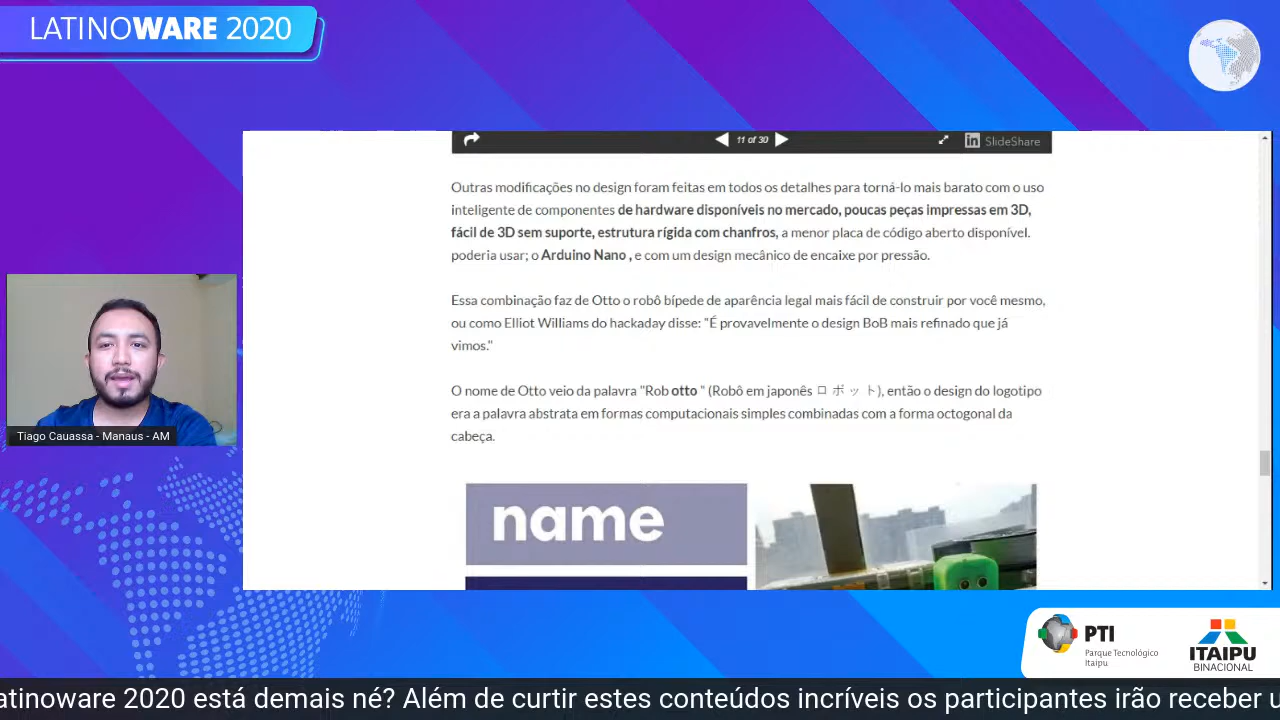 LATINOWARE 2020
11 of 30
SlideShare
Outras modificações no design foram feitas em todos os detalhes para torná-lo mais barato com o uso
inteligente de componentes de hardware disponíveis no mercado, poucas peças impressas em 3D,
fácil de 3D sem suporte, estrutura rígida com chanfros, a menor placa de código aberto disponível.
poderia usar; o Arduino Nano , e com um design mecânico de encaixe por pressão.
Essa combinação faz de Otto o robô bípede de aparência legal mais fácil de construir por você mesmo,
ou como Elliot Williams do hackaday disse: "É provavelmente o design BoB mais refinado que já
vimos."
O nome de Otto veio da palavra "Rob otto " (Robô em japonês ロ ボ ッ ト), então o design do logotipo
era a palavra abstrata em formas computacionais simples combinadas com a forma octogonal da
cabeça.
name
Tiago Cauassa - Manaus - AM
PTI
Parque Tecnológico
Itaipu
ITAIPU
BINACIONAL
atinoware 2020 está demais né? Além de curtir estes conteúdos incríveis os participantes irão receber u